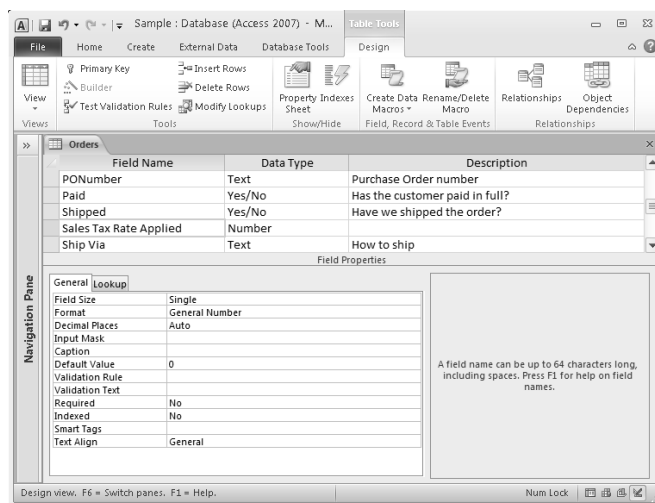 Sample : Database (Access 2007) - M... Table Tools
File Home Create External Data Database Tools Design
View
Primary Key
Builder
Test Validation Rules
Insert Rows
Delete Rows
Modify Lookups
Property Sheet
Indexes
Create Data Macros
Rename/Delete Macro
Relationships
Object Dependencies
Views Tools Show/Hide Field, Record & Table Events Relationships
Orders
Field Name Data Type Description
PONumber Text Purchase Order number
Paid Yes/No Has the customer paid in full?
Shipped Yes/No Have we shipped the order?
Sales Tax Rate Applied Number
Ship Via Text How to ship
Field Properties
Navigation Pane
General Lookup
Field Size Single
Format General Number
Decimal Places Auto
Input Mask
Caption
Default Value 0
Validation Rule
Validation Text
Required No
Indexed No
Smart Tags
Text Align General
A field name can be up to 64 characters long,
including spaces. Press F1 for help on field
names.
Design view. F6 = Switch panes. F1 = Help. Num Lock